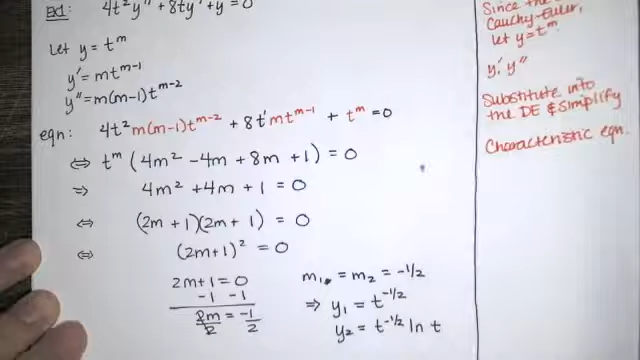 Ex1: 4t²y" + 8ty' + y = 0
Let y = t^m
y' = mt^(m-1)
y" = m(m-1)t^(m-2)
eqn: 4t² m(m-1)t^(m-2) + 8t' mt^(m-1) + t^m = 0
⇔ t^m (4m² -4m + 8m + 1) = 0
⇒ 4m² + 4m + 1 = 0
⇔ (2m + 1)(2m + 1) = 0
⇔ (2m+1)² = 0
2m+1 = 0
-1 -1
2m/2 = -1/2
m₁ = m₂ = -1/2
⇒ y₁ = t^(-1/2)
y₂ = t^(-1/2) ln t
Since the
Cauchy-Euler,
let y = t^m
y', y"
Substitute into
the DE & simplify
Characteristic eqn.